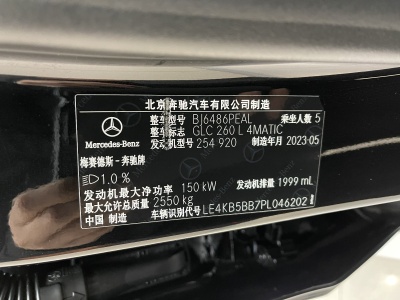 北京奔驰汽车有限公司制造
整车型号 BJ6486PEAL 乘坐人数 5
整车标志 GLC 260 L 4MATIC
发动机型号 254 920 制造年月 2023-05
Mercedes-Benz
梅赛德斯-奔驰牌
1.0 %
发动机最大净功率 150 kW 发动机排量 1999 mL
最大允许总质量 2550 kg
中国 制造 车辆识别代号 LE4KB5BB7PL046202